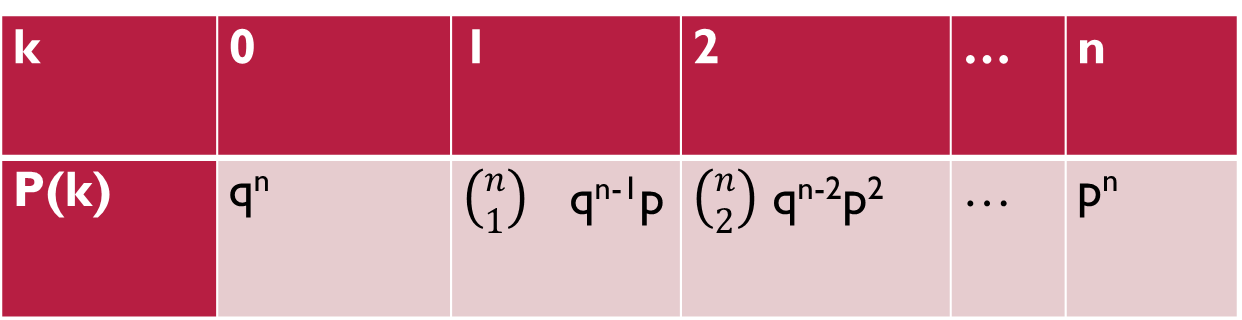 k 0 1 2 … n
P(k) qⁿ (n 1) qⁿ⁻¹p (n 2) qⁿ⁻²p² … pⁿ